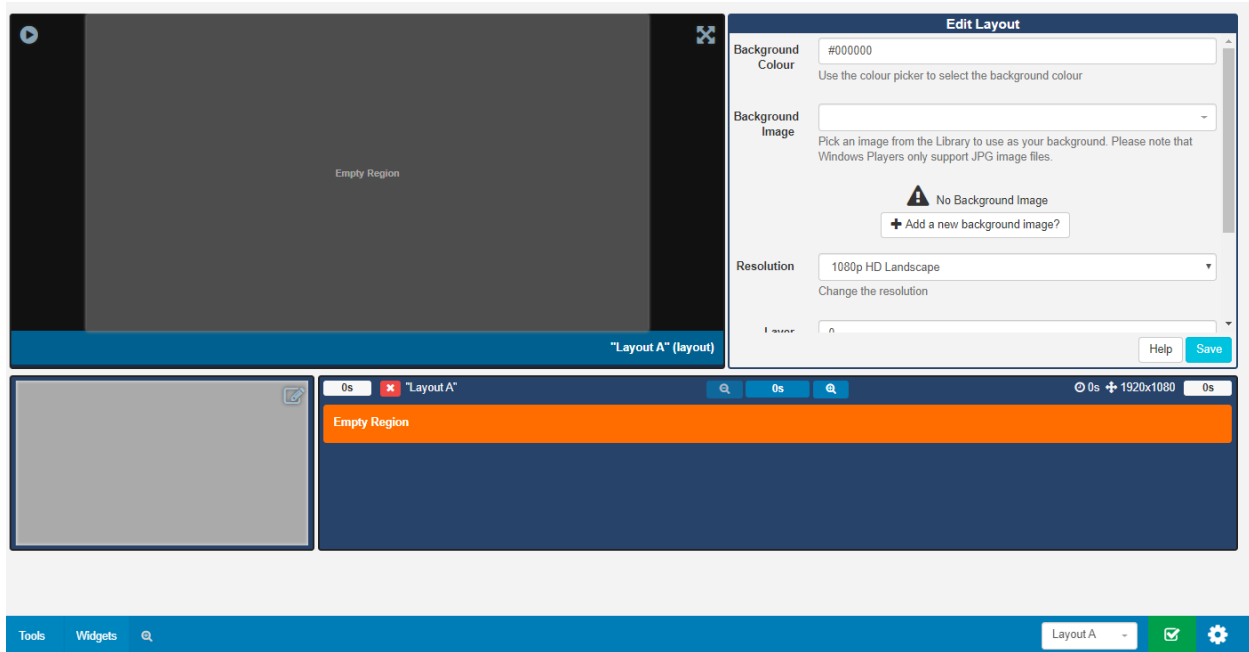 Empty Region
"Layout A" (layout)
Edit Layout
Background Colour
#000000
Use the colour picker to select the background colour
Background Image
Pick an image from the Library to use as your background. Please note that
Windows Players only support JPG image files.
No Background Image
Add a new background image?
Resolution
1080p HD Landscape
Change the resolution
Layer
0
Help
Save
0s
"Layout A"
0s
0s
1920x1080
0s
Empty Region
Tools
Widgets
Layout A